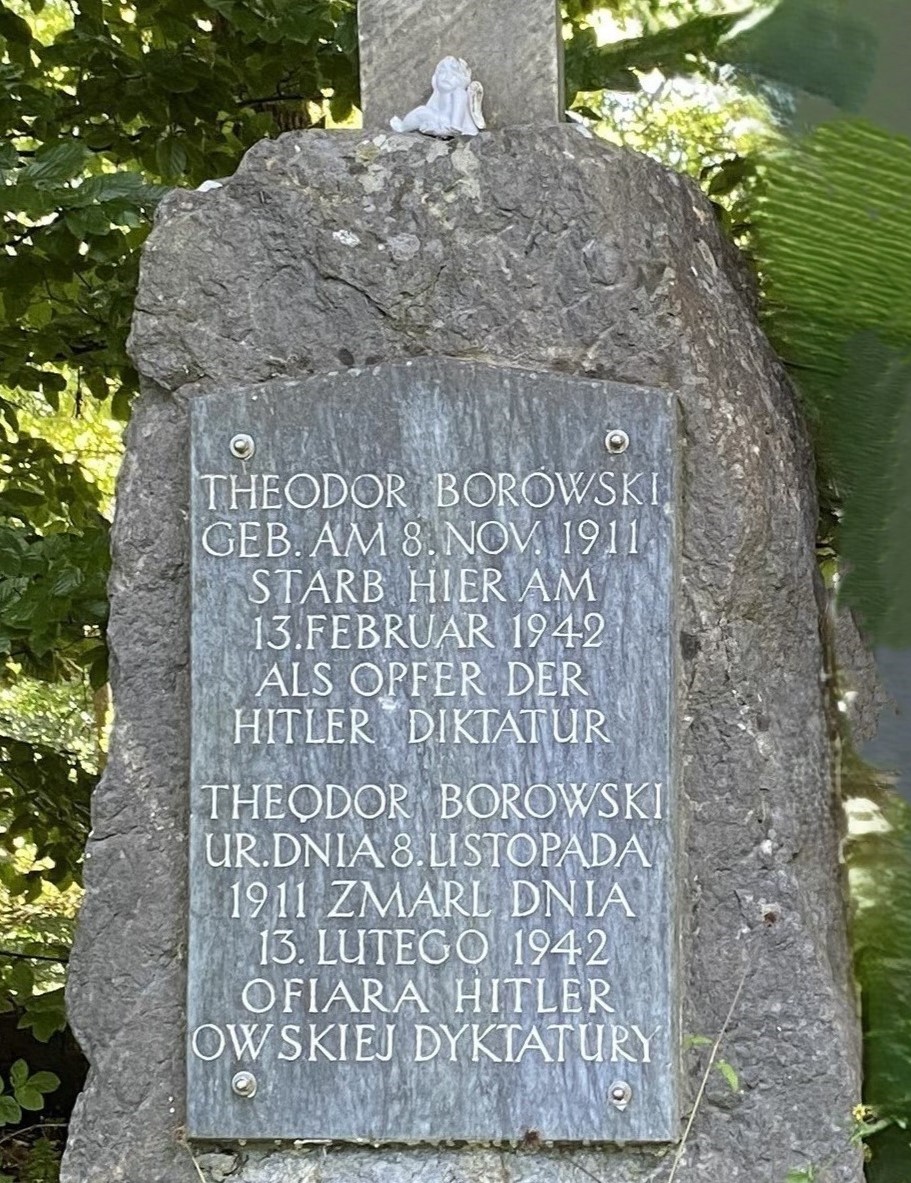 THEODOR BOROWSKI
GEB. AM 8. NOV. 1911
STARB HIER AM
13. FEBRUAR 1942
ALS OPFER DER
HITLER DIKTATUR
THEODOR BOROWSKI
UR. DNIA 8. LISTOPADA
1911 ZMARL DNIA
13. LUTEGO 1942
OFIARA HITLER
OWSKIEJ DYKTATURY